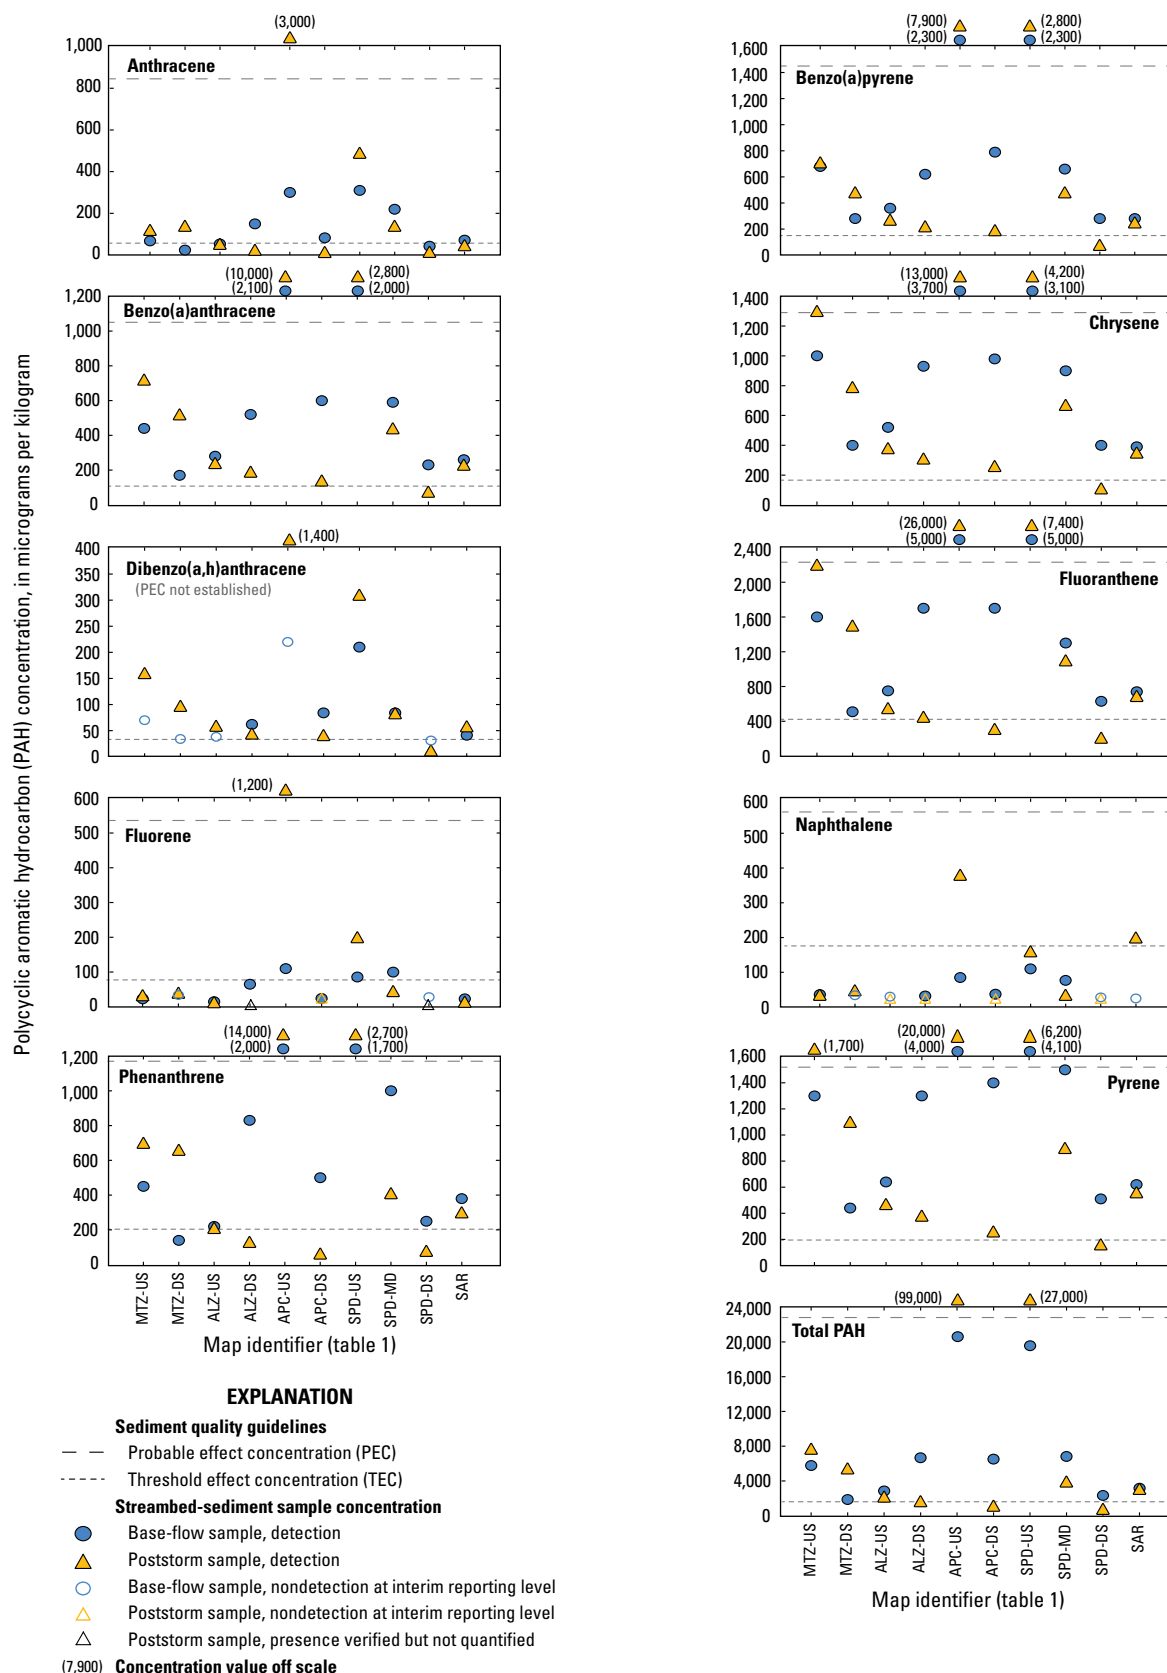 Polycyclic aromatic hydrocarbon (PAH) concentration, in micrograms per kilogram
(3,000)
1,000
Anthracene
800
600
400
200
0
(10,000) (2,800)
(2,100) (2,000)
1,200
Benzo(a)anthracene
1,000
800
600
400
200
0
(1,400)
400
Dibenzo(a,h)anthracene
350
(PEC not established)
300
250
200
150
100
50
0
(1,200)
600
Fluorene
500
400
300
200
100
0
(14,000) (2,700)
(2,000) (1,700)
1,200
Phenanthrene
1,000
800
600
400
200
0
MTZ-US
MTZ-DS
ALZ-US
ALZ-DS
APC-US
APC-DS
SPD-US
SPD-MD
SPD-DS
SAR
Map identifier (table 1)
(7,900) (2,800)
(2,300) (2,300)
1,600
Benzo(a)pyrene
1,400
1,200
1,000
800
600
400
200
0
(13,000) (4,200)
(3,700) (3,100)
1,400
Chrysene
1,200
1,000
800
600
400
200
0
(26,000) (7,400)
(5,000) (5,000)
2,400
Fluoranthene
2,000
1,600
1,200
800
400
0
600
Naphthalene
500
400
300
200
100
0
(1,700) (20,000) (6,200)
(4,000) (4,100)
1,600
Pyrene
1,400
1,200
1,000
800
600
400
200
0
(99,000) (27,000)
24,000
Total PAH
20,000
16,000
12,000
8,000
4,000
0
MTZ-US
MTZ-DS
ALZ-US
ALZ-DS
APC-US
APC-DS
SPD-US
SPD-MD
SPD-DS
SAR
Map identifier (table 1)
EXPLANATION
Sediment quality guidelines
Probable effect concentration (PEC)
Threshold effect concentration (TEC)
Streambed-sediment sample concentration
Base-flow sample, detection
Poststorm sample, detection
Base-flow sample, nondetection at interim reporting level
Poststorm sample, nondetection at interim reporting level
Poststorm sample, presence verified but not quantified
(7,900) Concentration value off scale